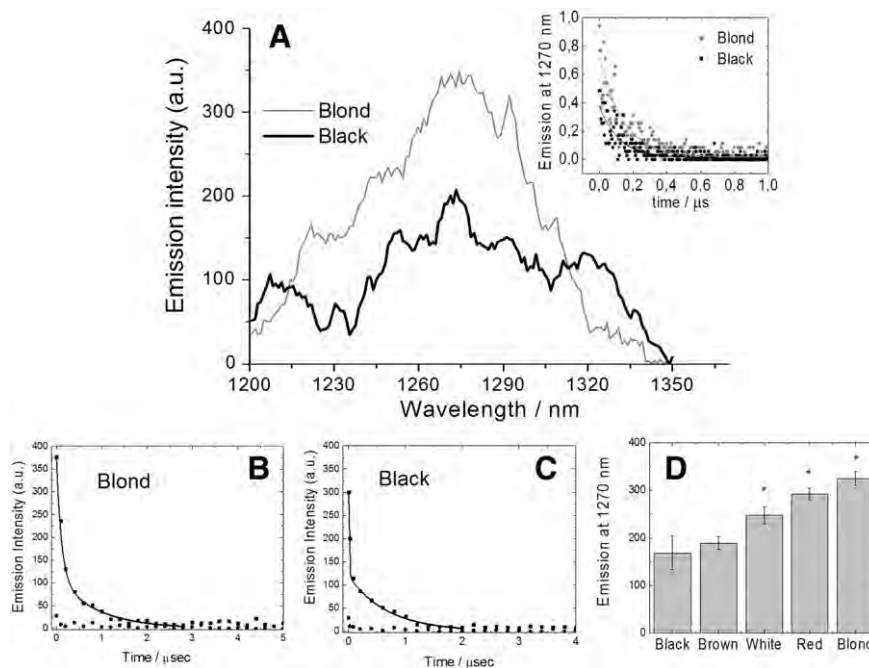 A
Emission intensity (a.u.)
400
300
200
100
0
Blond
Black
1200 1230 1260 1290 1320 1350
Wavelength / nm
Emission at 1270 nm
1,0
0,8
0,6
0,4
0,2
0,0
Blond
Black
0,0 0,2 0,4 0,6 0,8 1,0
time / μs
B
Blond
Emission Intensity (a.u.)
400
350
300
250
200
150
100
50
0
0 1 2 3 4 5
Time / μsec
C
Black
Emission Intensity (a.u.)
400
350
300
250
200
150
100
50
0
0 1 2 3 4
Time / μsec
D
Emission at 1270 nm
400
300
200
100
0
* * *
Black Brown White Red Blond